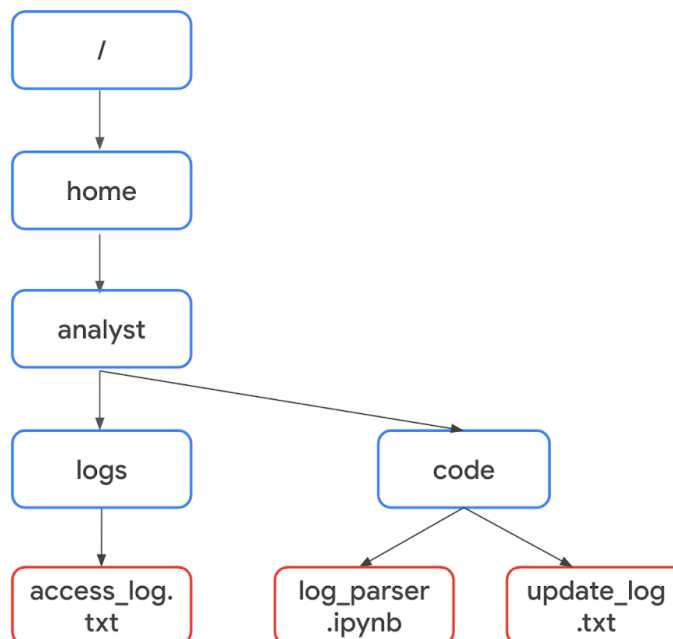 /
home
analyst
logs
code
access_log.
txt
log_parser
.ipynb
update_log
.txt